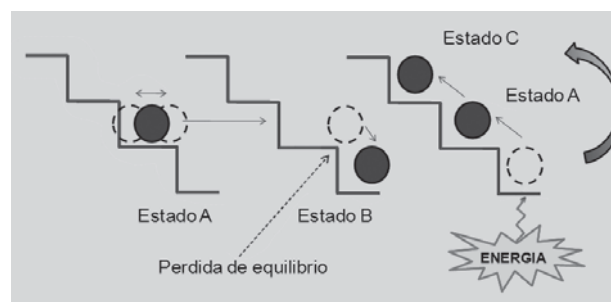 Estado C
Estado A
Estado A
Estado B
Perdida de equilibrio
ENERGIA